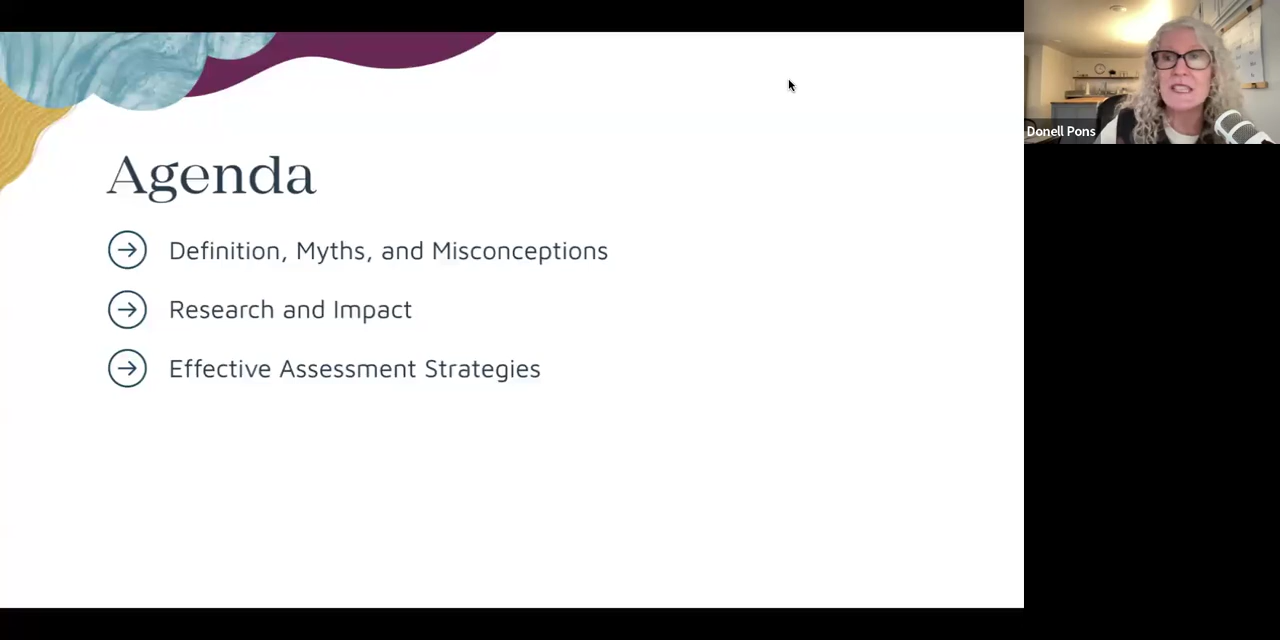 Agenda
Definition, Myths, and Misconceptions
Research and Impact
Effective Assessment Strategies
Donell Pons